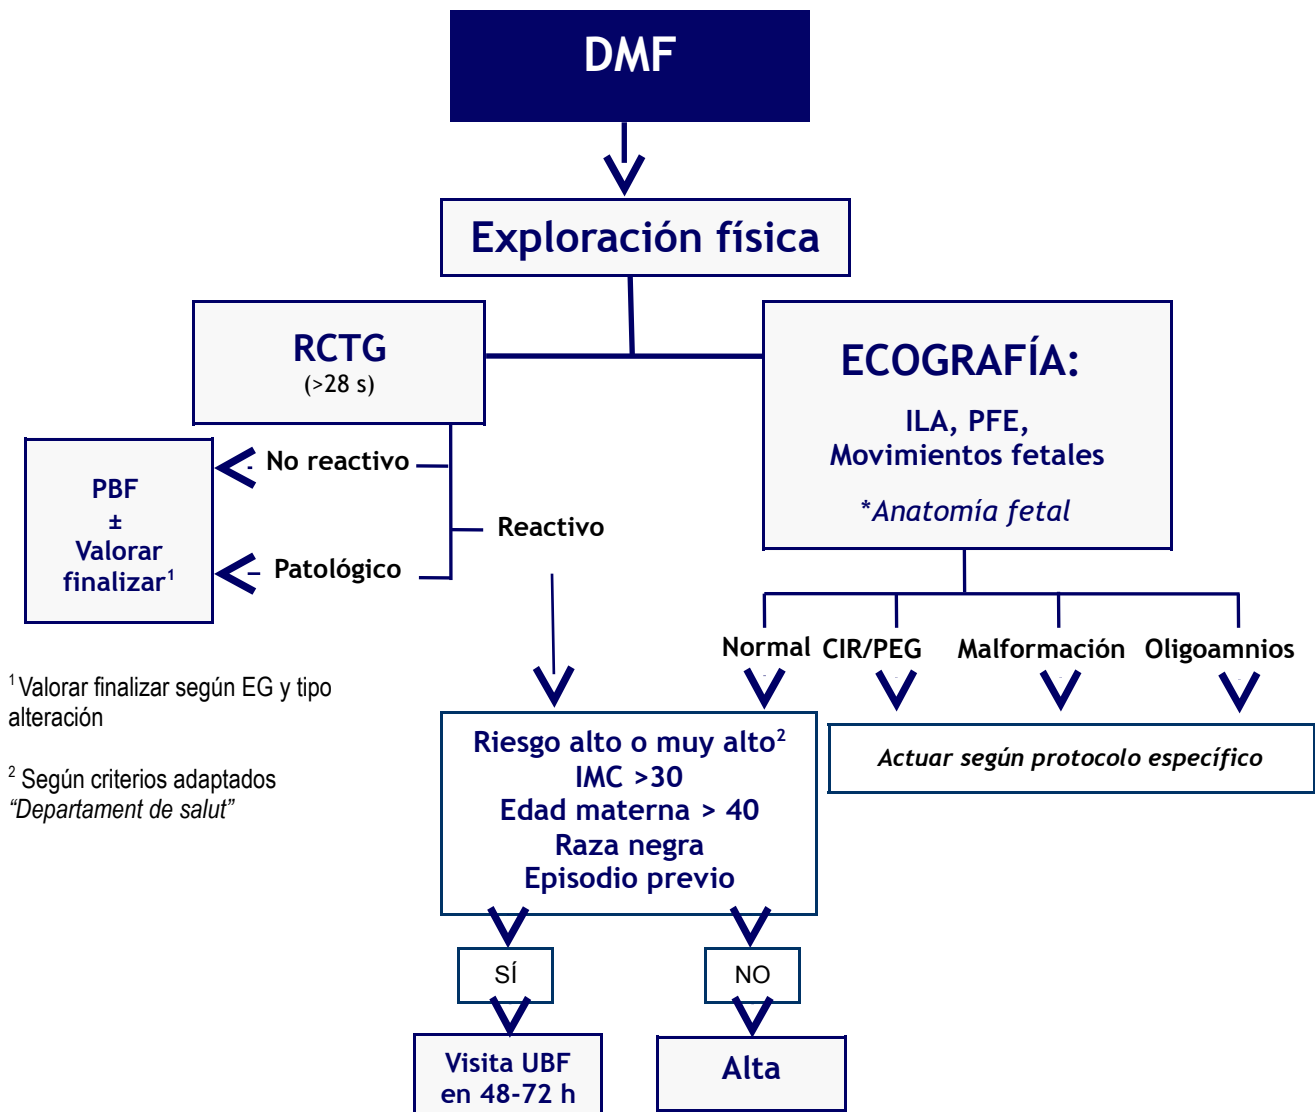 DMF
Exploración física
RCTG
(>28 s)
ECOGRAFÍA:
ILA, PFE,
Movimientos fetales
*Anatomía fetal
No reactivo
PBF
±
Valorar
finalizar¹
Reactivo
Patológico
Normal
CIR/PEG
Malformación
Oligoamnios
¹ Valorar finalizar según EG y tipo
alteración
² Según criterios adaptados
“Departament de salut”
Riesgo alto o muy alto²
IMC >30
Edad materna > 40
Raza negra
Episodio previo
Actuar según protocolo específico
SÍ
NO
Visita UBF
en 48-72 h
Alta